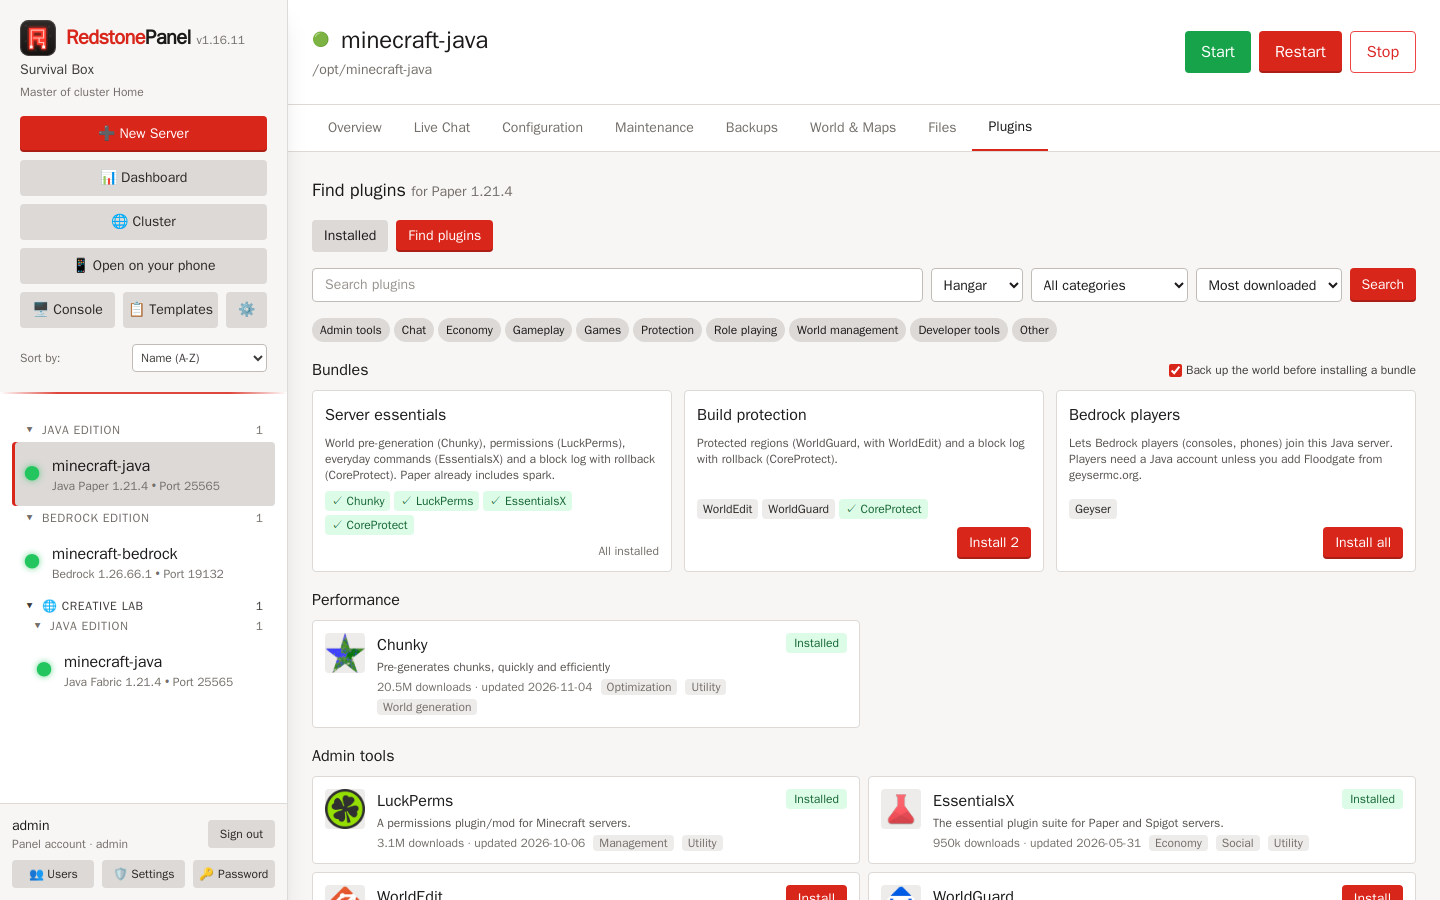 RedstonePanel v1.16.11
Survival Box
Master of cluster Home
➕ New Server
📊 Dashboard
🌐 Cluster
📱 Open on your phone
🖥️ Console
📋 Templates
⚙️
Sort by:
Name (A-Z)
▼ JAVA EDITION 1
minecraft-java
Java Paper 1.21.4 • Port 25565
▼ BEDROCK EDITION 1
minecraft-bedrock
Bedrock 1.26.66.1 • Port 19132
▼ 🌐 CREATIVE LAB 1
▼ JAVA EDITION 1
minecraft-java
Java Fabric 1.21.4 • Port 25565
admin
Panel account · admin
Sign out
👥 Users
🛡️ Settings
🔑 Password
minecraft-java
/opt/minecraft-java
Start
Restart
Stop
Overview
Live Chat
Configuration
Maintenance
Backups
World & Maps
Files
Plugins
Find plugins for Paper 1.21.4
Installed
Find plugins
Search plugins
Hangar
All categories
Most downloaded
Search
Admin tools
Chat
Economy
Gameplay
Games
Protection
Role playing
World management
Developer tools
Other
Bundles
Back up the world before installing a bundle
Server essentials
World pre-generation (Chunky), permissions (LuckPerms),
everyday commands (EssentialsX) and a block log with rollback
(CoreProtect). Paper already includes spark.
✓ Chunky
✓ LuckPerms
✓ EssentialsX
✓ CoreProtect
All installed
Build protection
Protected regions (WorldGuard, with WorldEdit) and a block log
with rollback (CoreProtect).
WorldEdit
WorldGuard
✓ CoreProtect
Install 2
Bedrock players
Lets Bedrock players (consoles, phones) join this Java server.
Players need a Java account unless you add Floodgate from
geysermc.org.
Geyser
Install all
Performance
Chunky
Installed
Pre-generates chunks, quickly and efficiently
20.5M downloads · updated 2026-11-04
Optimization
Utility
World generation
Admin tools
LuckPerms
Installed
A permissions plugin/mod for Minecraft servers.
3.1M downloads · updated 2026-10-06
Management
Utility
EssentialsX
Installed
The essential plugin suite for Paper and Spigot servers.
950k downloads · updated 2026-05-31
Economy
Social
Utility
WorldEdit
Install
WorldGuard
Install